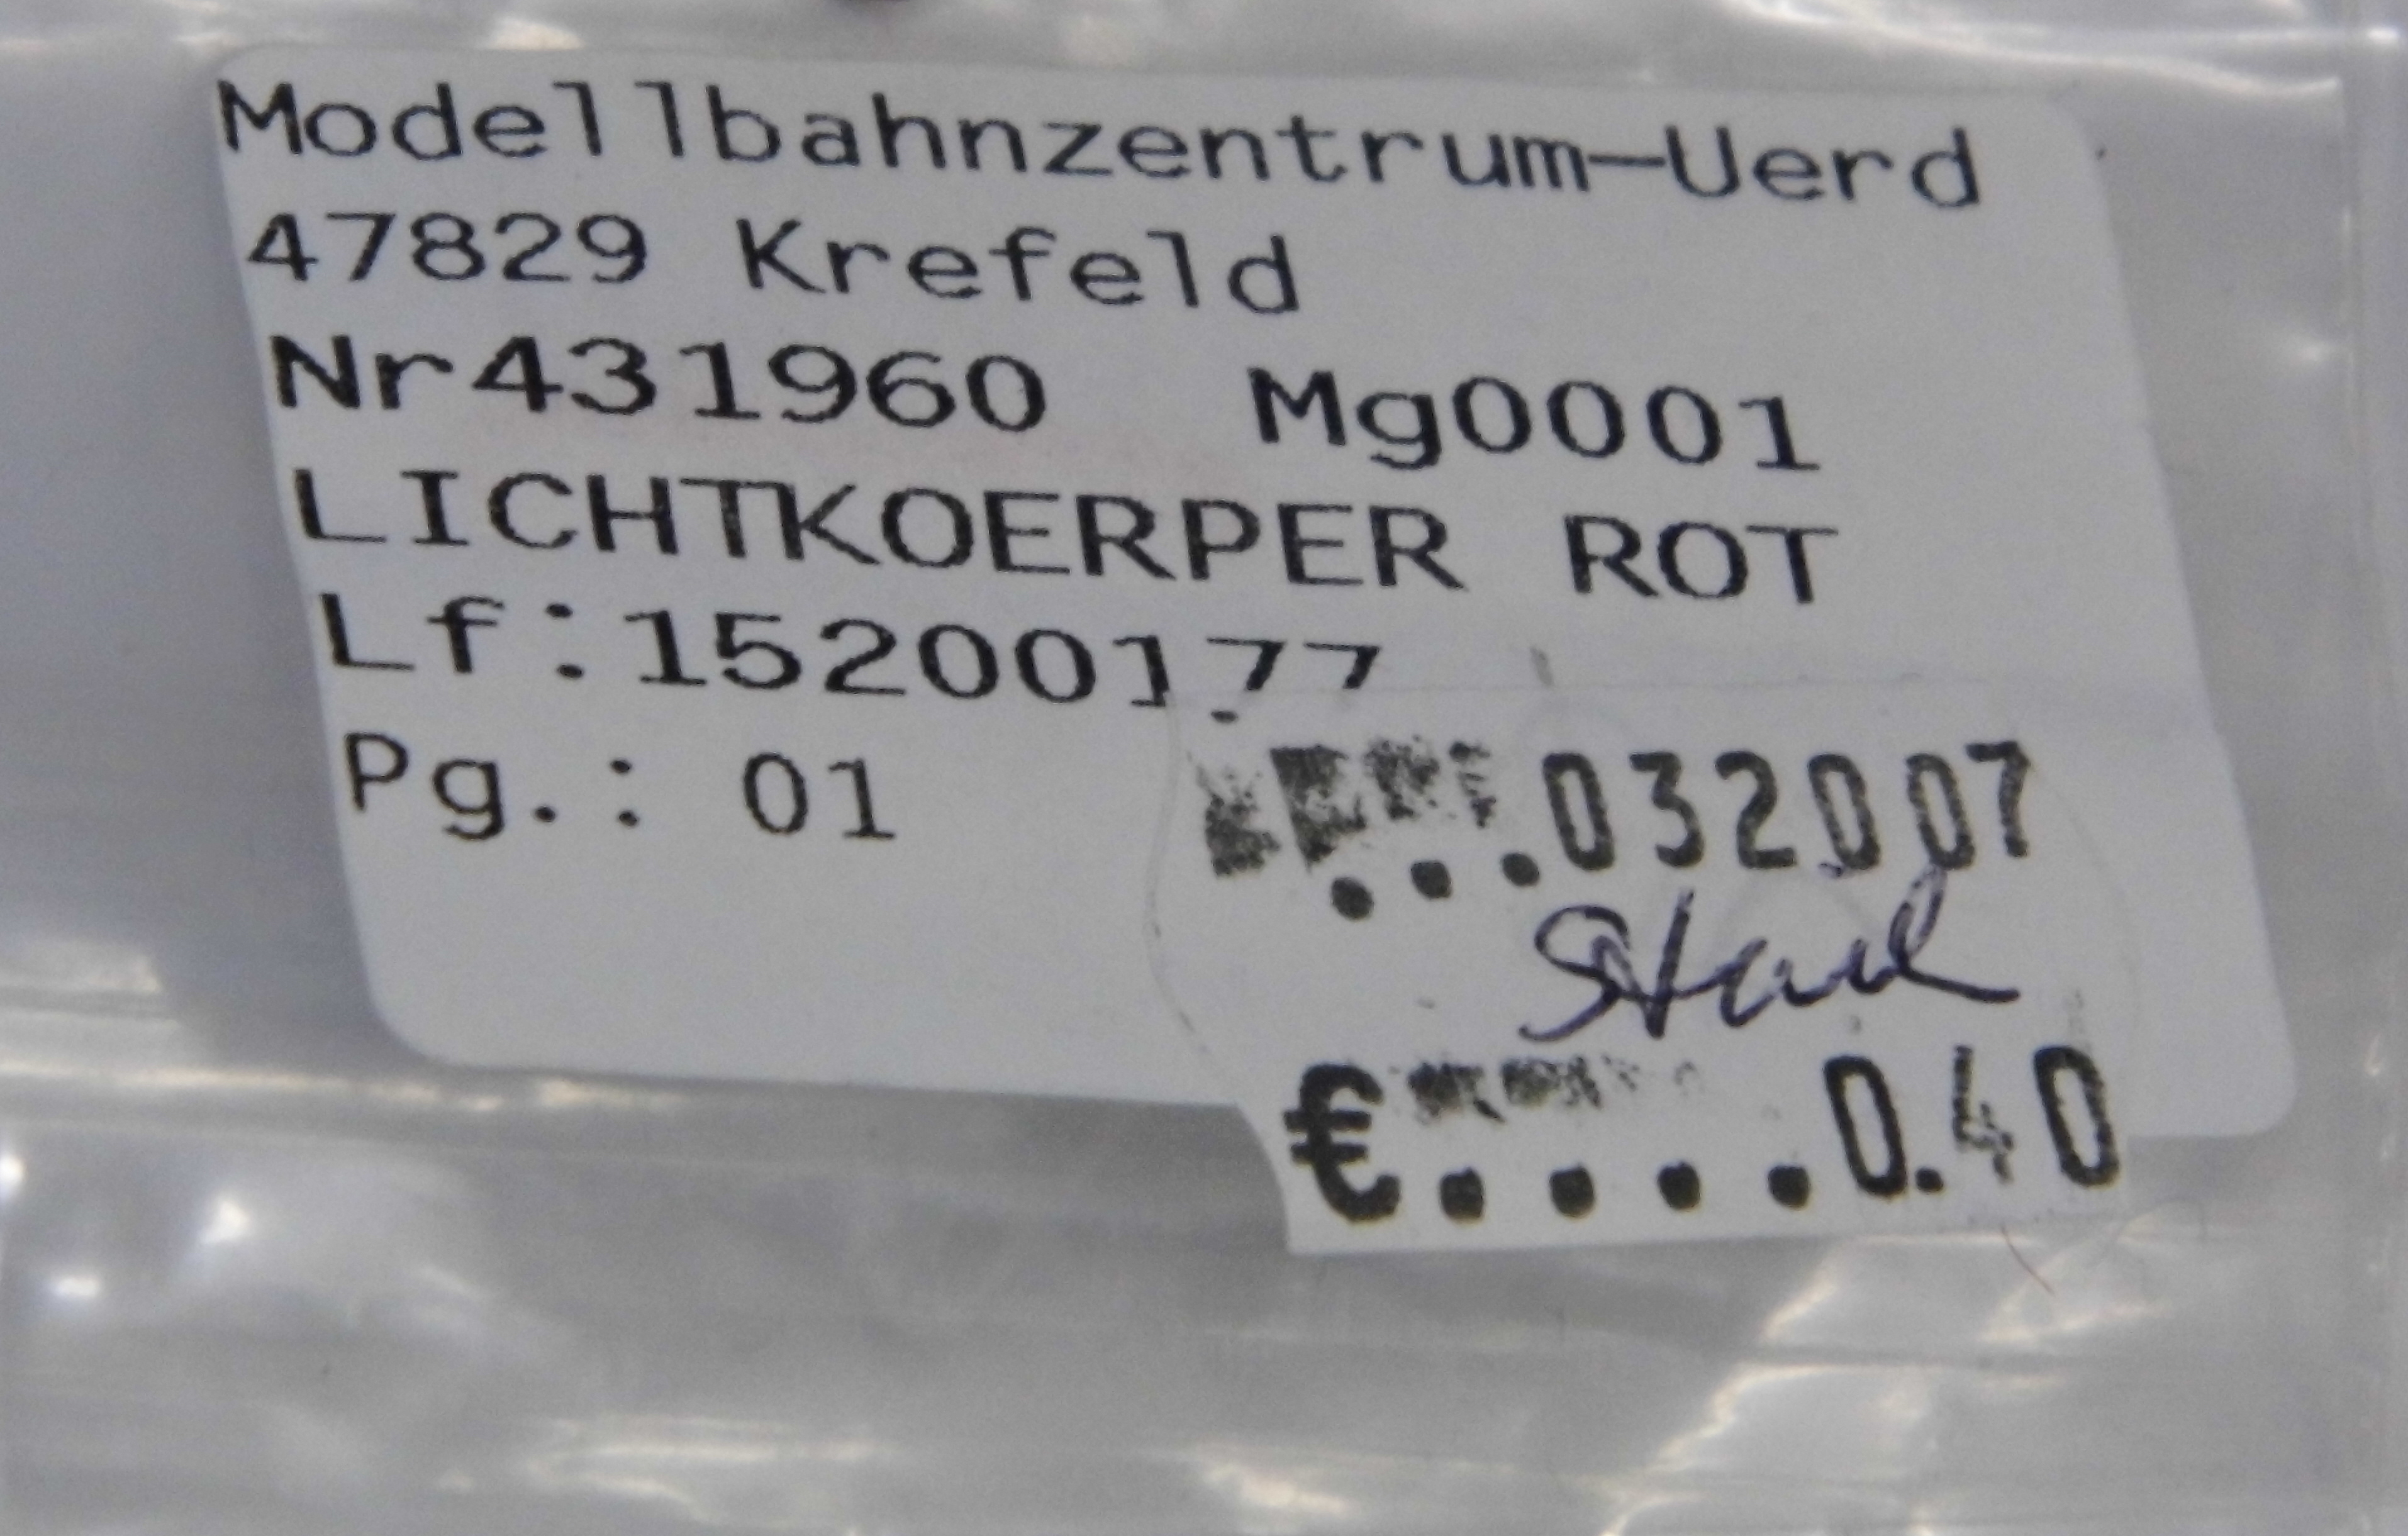 Modellbahnzentrum-Uerd
47829 Krefeld
Nr431960 Mg0001
LICHTKOERPER ROT
Lf:15200177
Pg.: 01
...032007
€....0.40